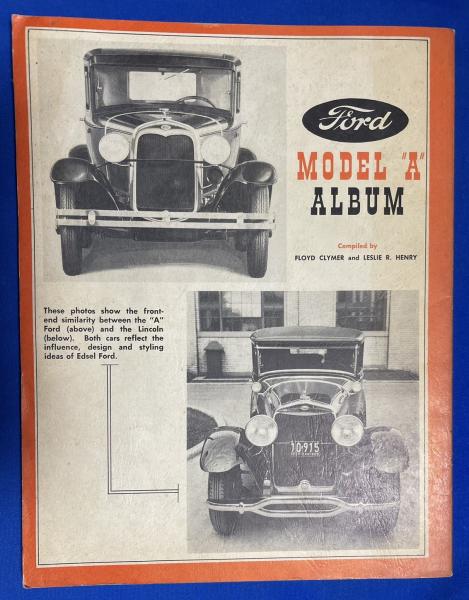 Ford
MODEL "A"
ALBUM
Compiled by
FLOYD CLYMER and LESLIE R. HENRY
These photos show the front-
end similarity between the "A"
Ford (above) and the Lincoln
(below). Both cars reflect the
influence, design and styling
ideas of Edsel Ford.
10-915